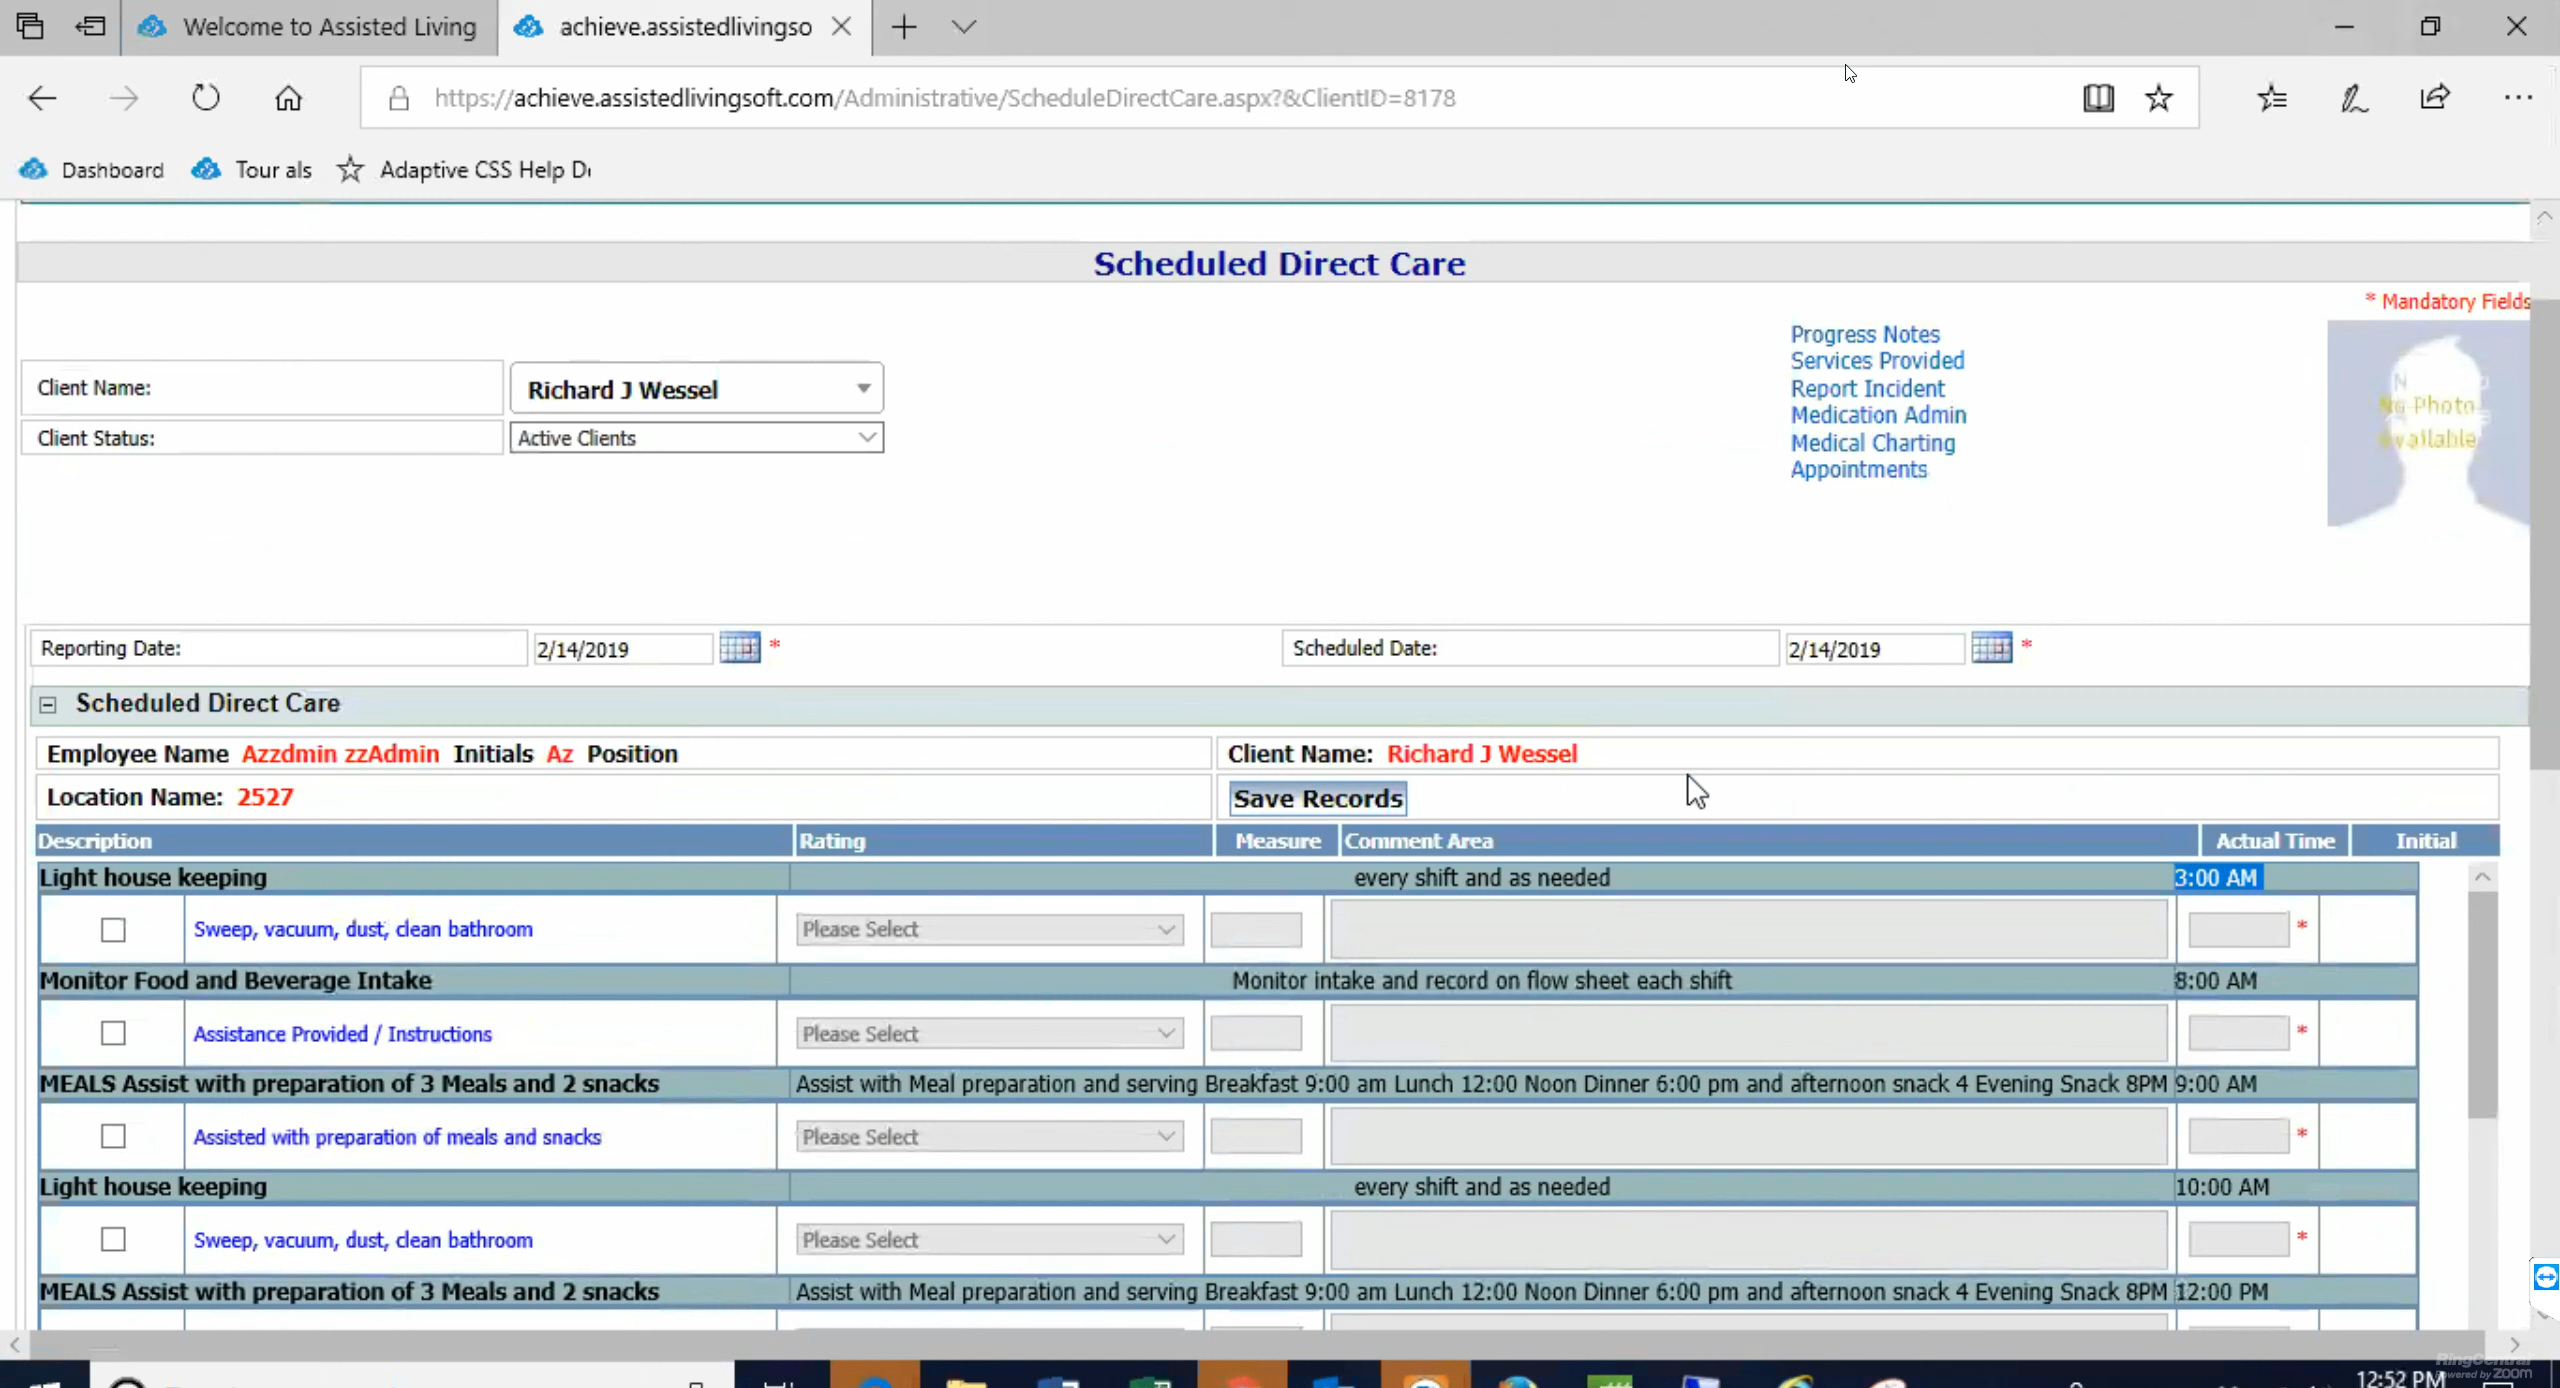 Welcome to Assisted Living
achieve.assistedlivingso
https://achieve.assistedlivingsoft.com/Administrative/ScheduleDirectCare.aspx?&ClientID=8178
Dashboard Tour als Adaptive CSS Help D
Scheduled Direct Care
* Mandatory Fields
Progress Notes
Services Provided
Report Incident
Medication Admin
Medical Charting
Appointments
No Photo
Available
Client Name: Richard J Wessel
Client Status: Active Clients
Reporting Date: 2/14/2019 * Scheduled Date: 2/14/2019 *
Scheduled Direct Care
Employee Name Azzdmin zzAdmin Initials Az Position Client Name: Richard J Wessel
Location Name: 2527 Save Records
Description Rating Measure Comment Area Actual Time Initial
Light house keeping every shift and as needed 3:00 AM
Sweep, vacuum, dust, clean bathroom Please Select *
Monitor Food and Beverage Intake Monitor intake and record on flow sheet each shift 8:00 AM
Assistance Provided / Instructions Please Select *
MEALS Assist with preparation of 3 Meals and 2 snacks Assist with Meal preparation and serving Breakfast 9:00 am Lunch 12:00 Noon Dinner 6:00 pm and afternoon snack 4 Evening Snack 8PM 9:00 AM
Assisted with preparation of meals and snacks Please Select *
Light house keeping every shift and as needed 10:00 AM
Sweep, vacuum, dust, clean bathroom Please Select *
MEALS Assist with preparation of 3 Meals and 2 snacks Assist with Meal preparation and serving Breakfast 9:00 am Lunch 12:00 Noon Dinner 6:00 pm and afternoon snack 4 Evening Snack 8PM 12:00 PM
RingCentral
Powered by ZOOM
12:52 PM